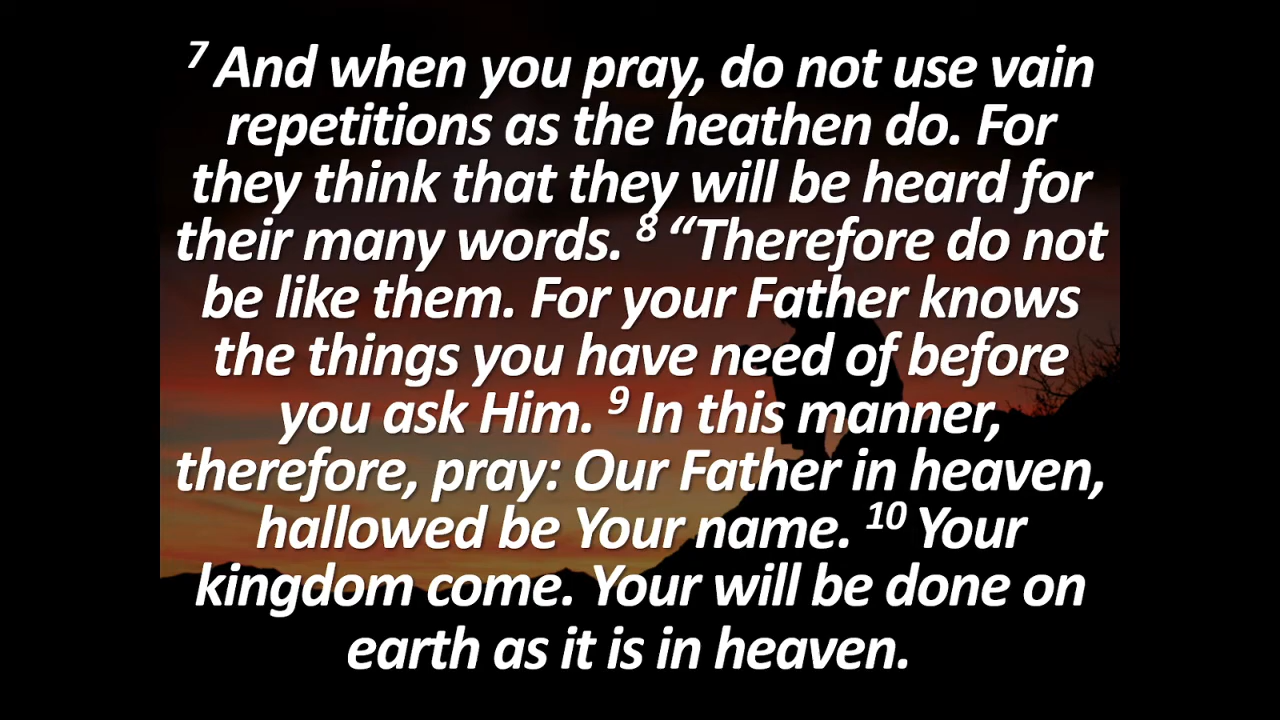 7 And when you pray, do not use vain
repetitions as the heathen do. For
they think that they will be heard for
their many words. 8 “Therefore do not
be like them. For your Father knows
the things you have need of before
you ask Him. 9 In this manner,
therefore, pray: Our Father in heaven,
hallowed be Your name. 10 Your
kingdom come. Your will be done on
earth as it is in heaven.